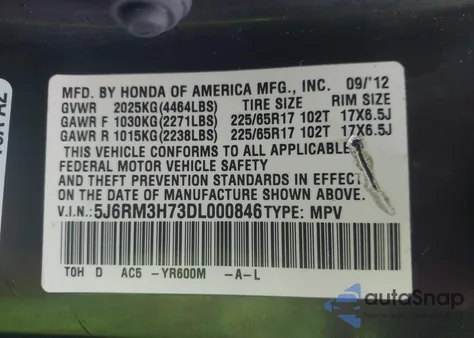 MFD. BY HONDA OF AMERICA MFG., INC. 09/'12
GVWR 2025KG(4464LBS) TIRE SIZE RIM SIZE
GAWR F 1030KG(2271LBS) 225/65R17 102T 17X6.5J
GAWR R 1015KG(2238LBS) 225/65R17 102T 17X6.5J
THIS VEHICLE CONFORMS TO ALL APPLICABLE
FEDERAL MOTOR VEHICLE SAFETY
AND THEFT PREVENTION STANDARDS IN EFFECT
ON THE DATE OF MANUFACTURE SHOWN ABOVE.
V.I.N.: 5J6RM3H73DL000846 TYPE: MPV
TOH D AC5 -YR600M -A-L
autoSnap